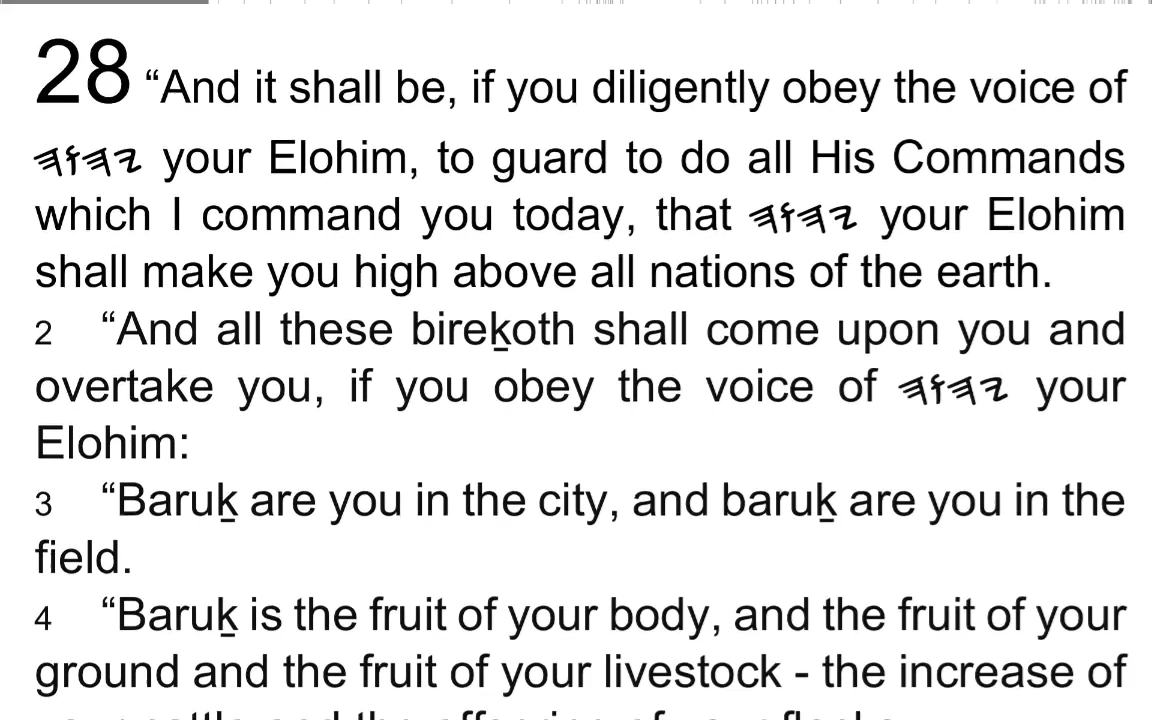 28 “And it shall be, if you diligently obey the voice of
𐤉𐤄𐤅𐤄 your Elohim, to guard to do all His Commands
which I command you today, that 𐤉𐤄𐤅𐤄 your Elohim
shall make you high above all nations of the earth.
2 “And all these bireḵoth shall come upon you and
overtake you, if you obey the voice of 𐤉𐤄𐤅𐤄 your
Elohim:
3 “Baruḵ are you in the city, and baruḵ are you in the
field.
4 “Baruḵ is the fruit of your body, and the fruit of your
ground and the fruit of your livestock - the increase of